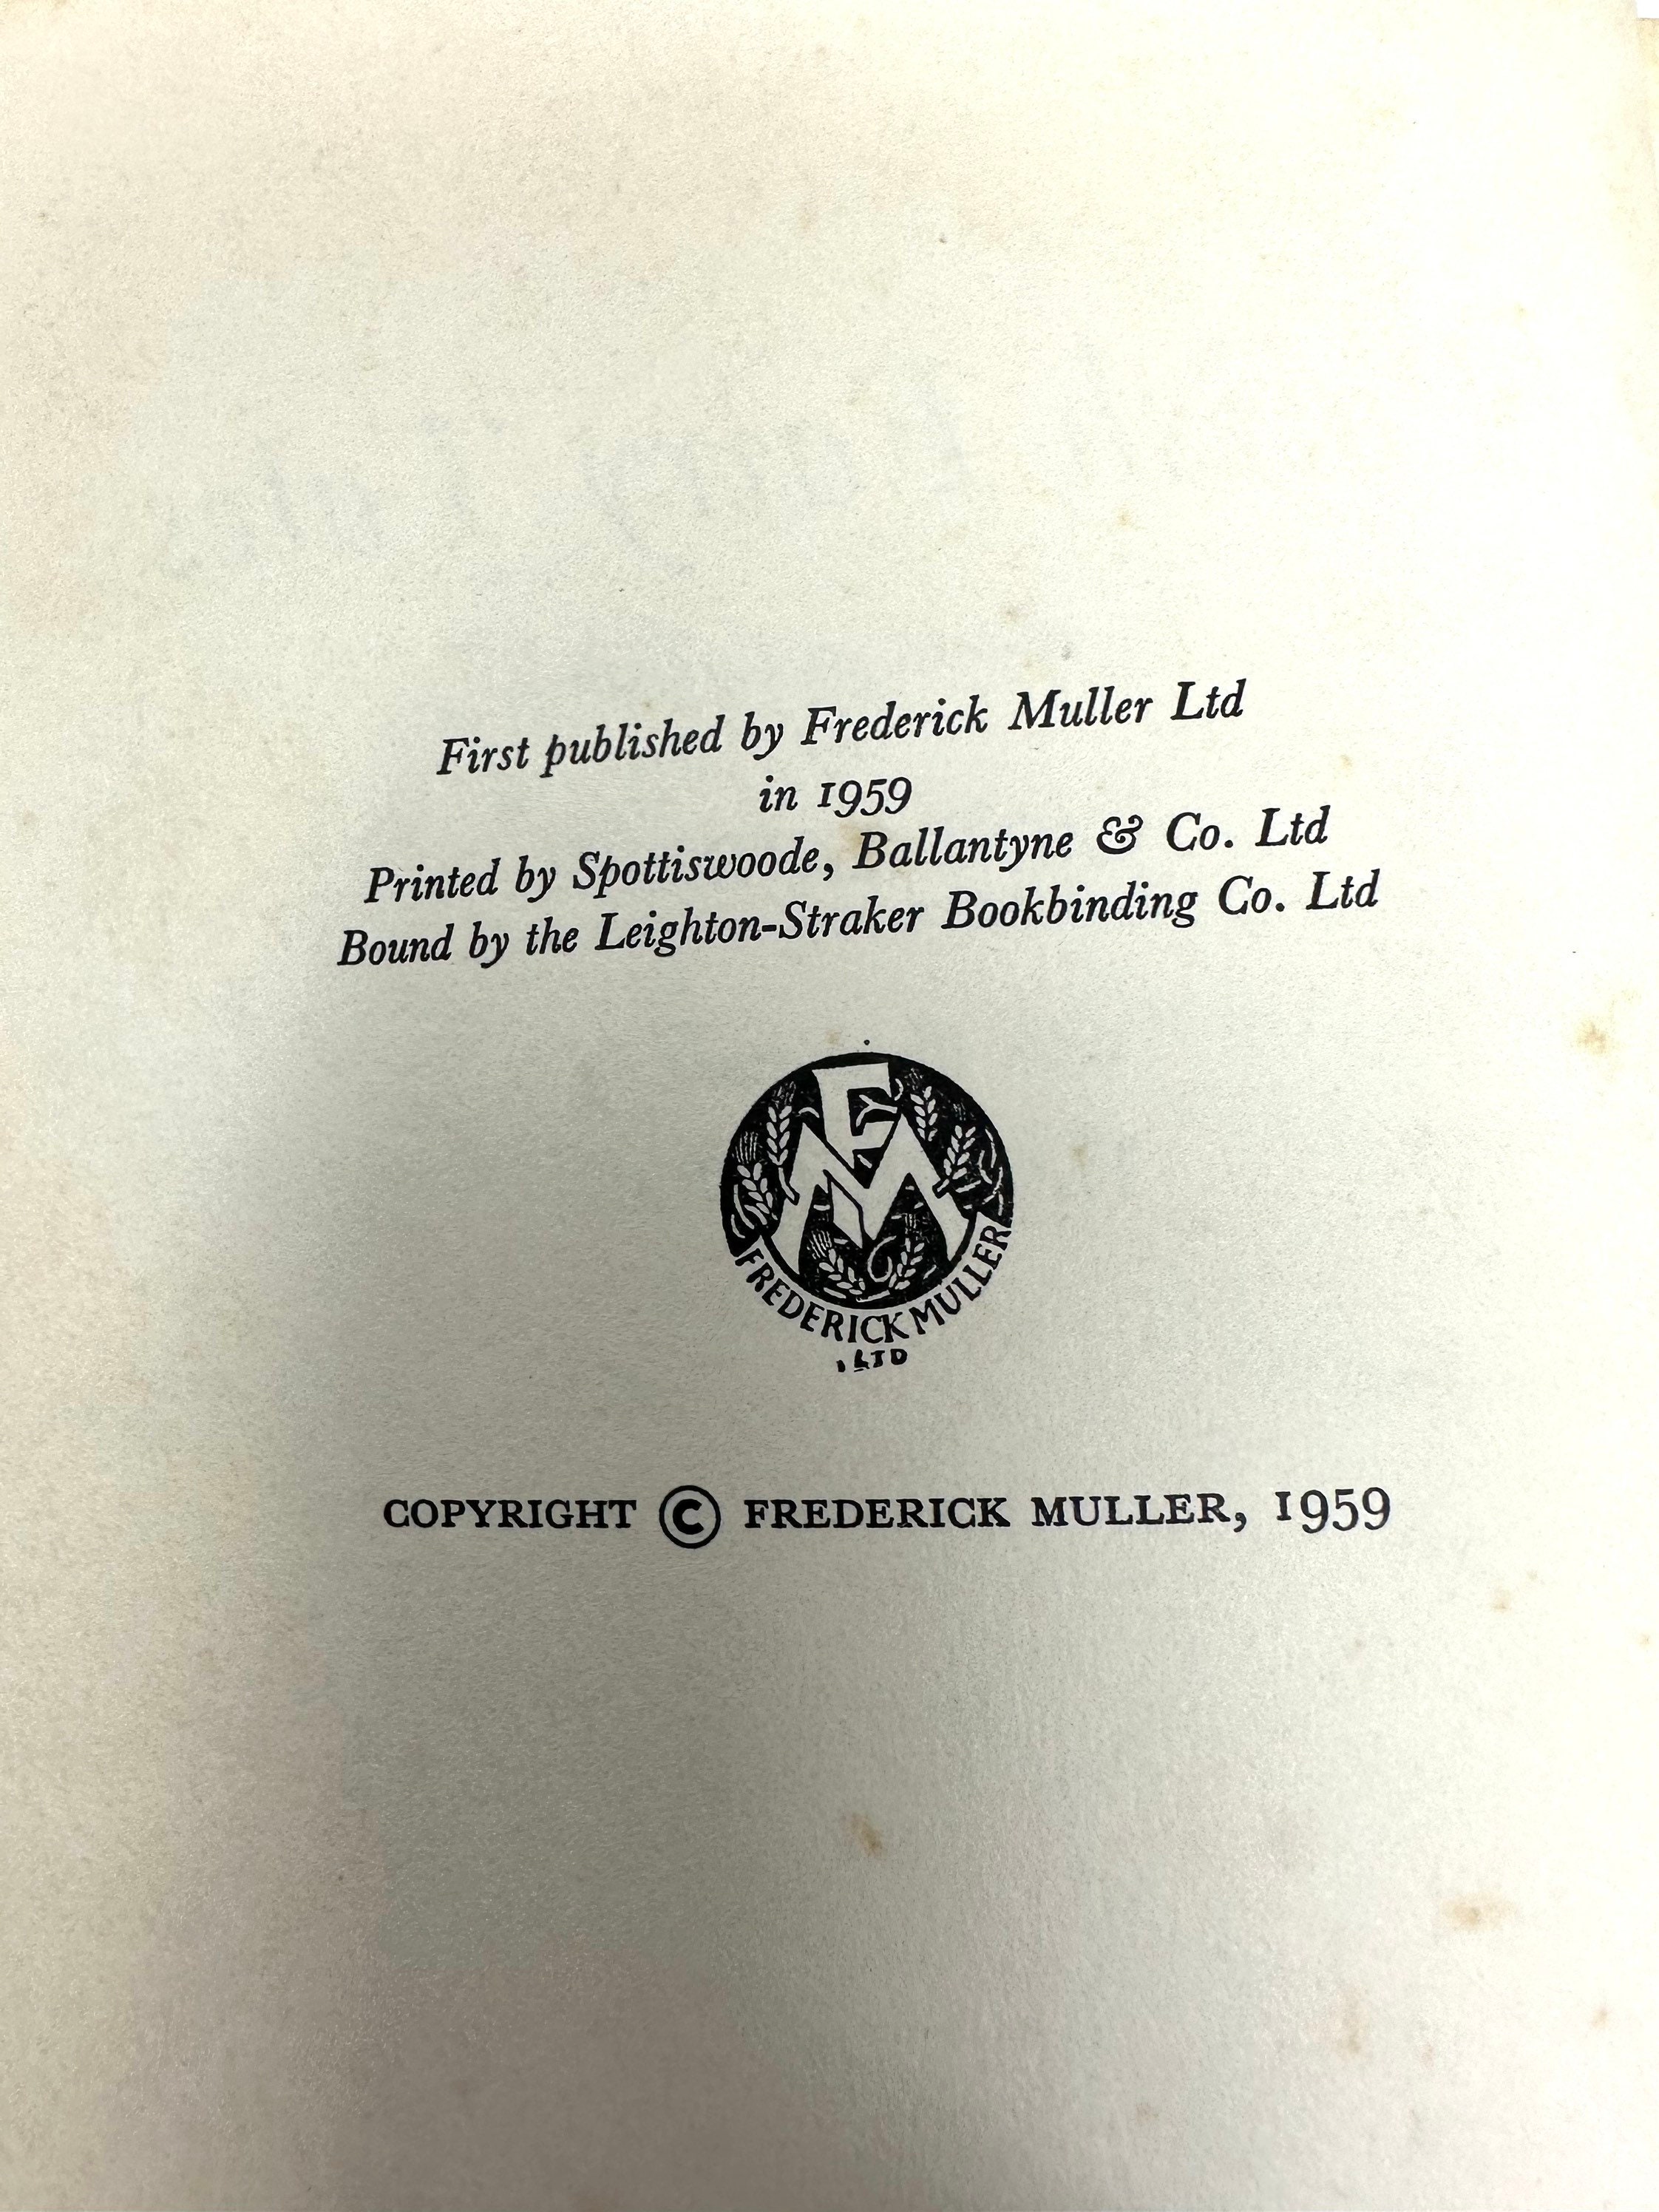 First published by Frederick Muller Ltd
in 1959
Printed by Spottiswoode, Ballantyne & Co. Ltd
Bound by the Leighton-Straker Bookbinding Co. Ltd
FM
FREDERICK MULLER
LTD
COPYRIGHT © FREDERICK MULLER, 1959